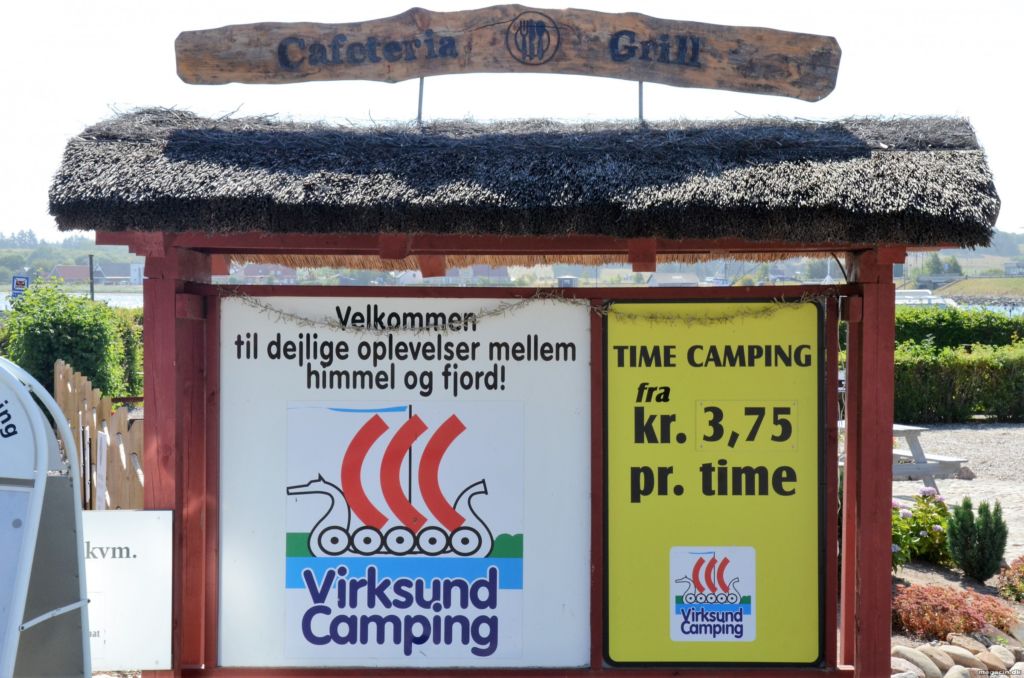 Cafeteria Grill
Velkommen
til dejlige oplevelser mellem
himmel og fjord!
Virksund
Camping
TIME CAMPING
fra
kr. 3,75
pr. time
Virksund
Camping
ing
kvm.